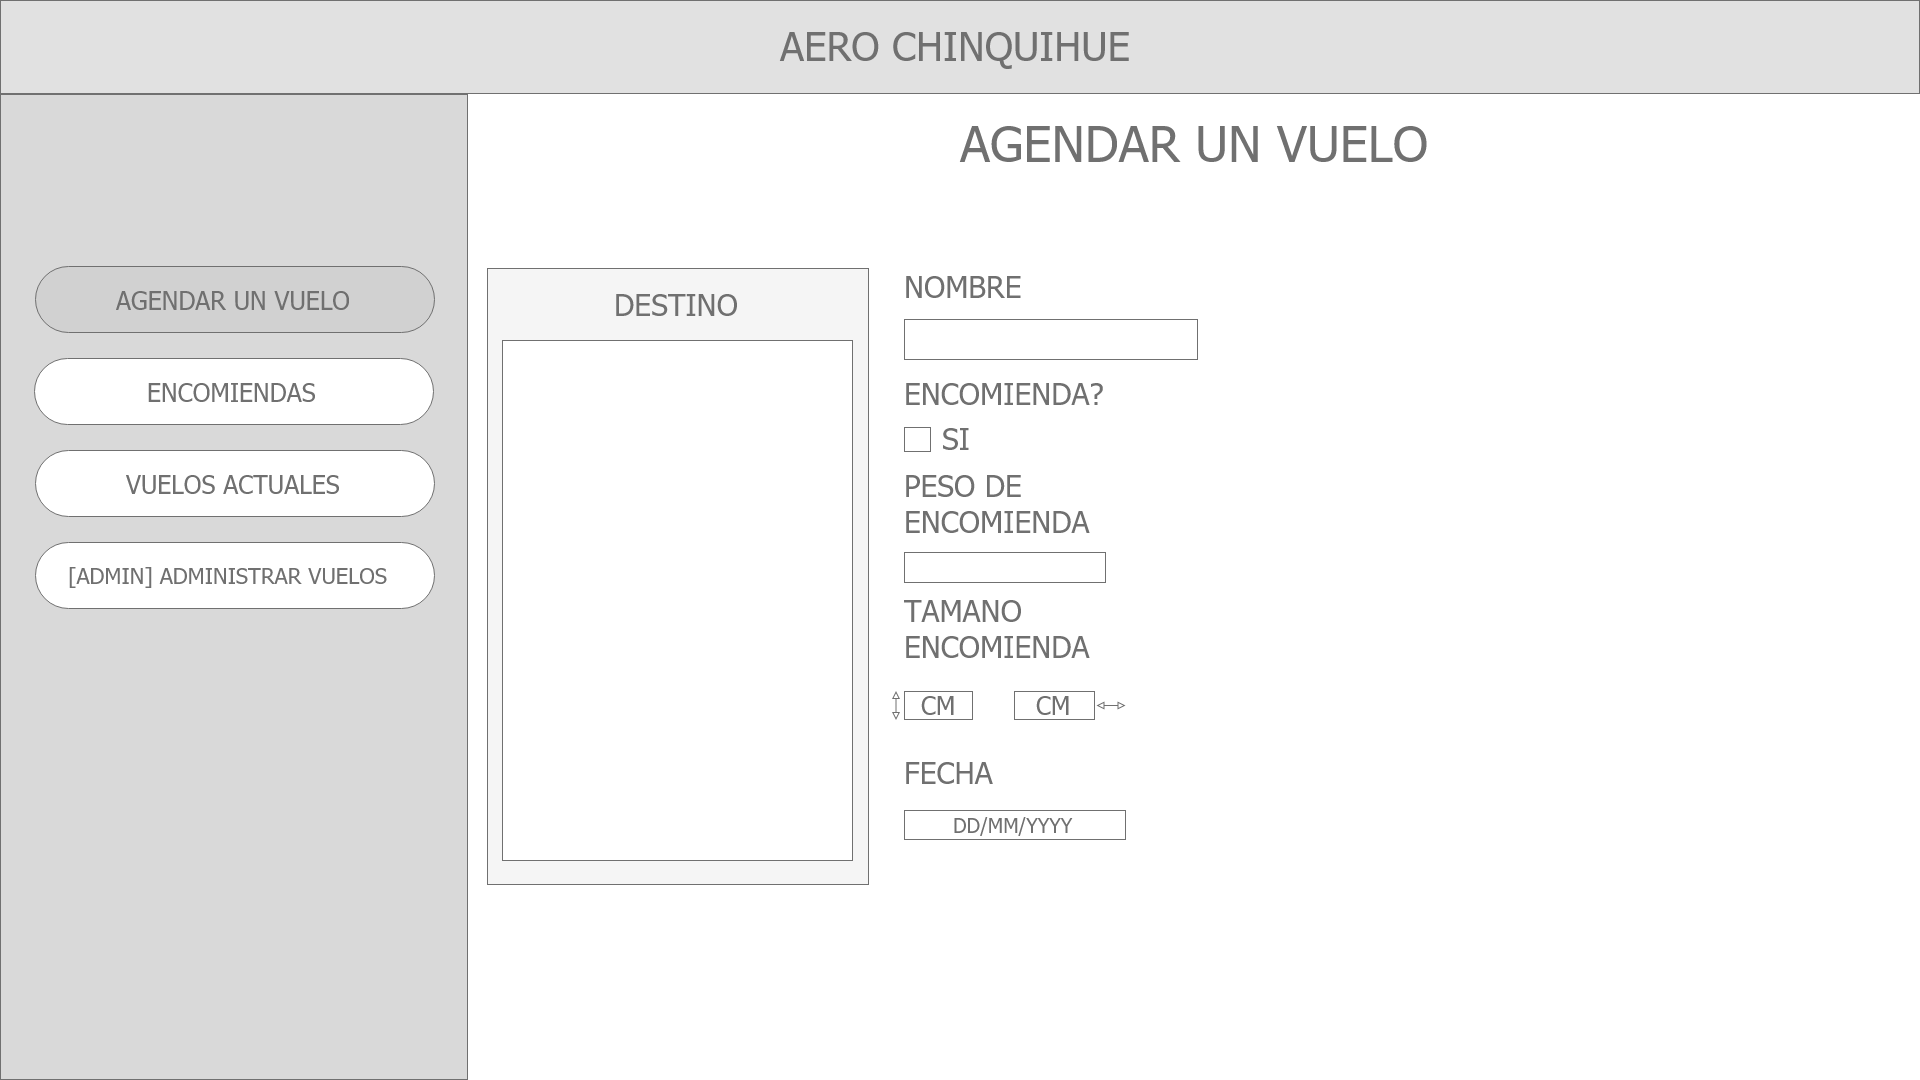 AERO CHINQUIHUE
AGENDAR UN VUELO
AGENDAR UN VUELO
ENCOMIENDAS
VUELOS ACTUALES
[ADMIN] ADMINISTRAR VUELOS
DESTINO
NOMBRE
ENCOMIENDA?
SI
PESO DE
ENCOMIENDA
TAMANO
ENCOMIENDA
CM CM
FECHA
DD/MM/YYYY